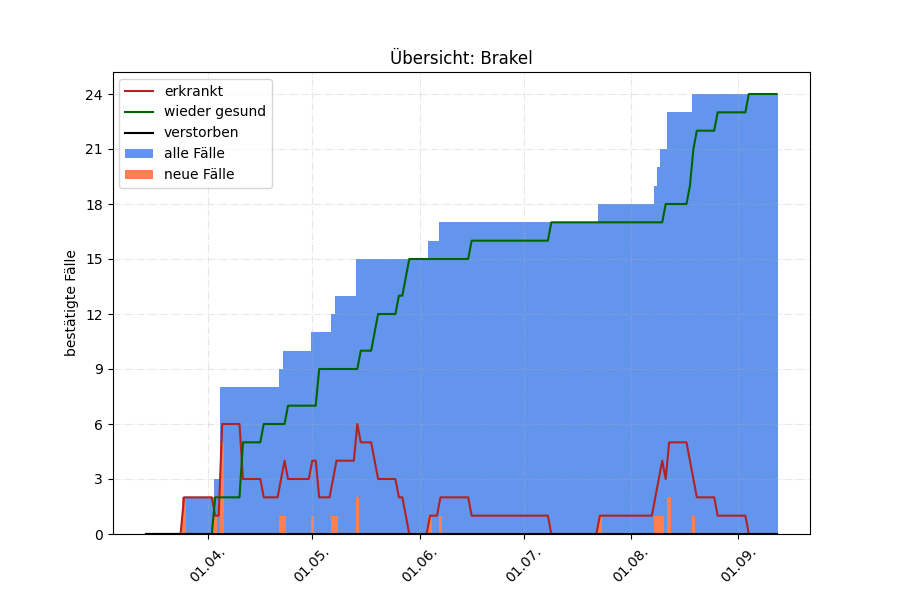 Übersicht: Brakel
erkrankt
wieder gesund
verstorben
alle Fälle
neue Fälle
bestätigte Fälle
24
21
18
15
12
9
6
3
0
01.04.
01.05.
01.06.
01.07.
01.08.
01.09.